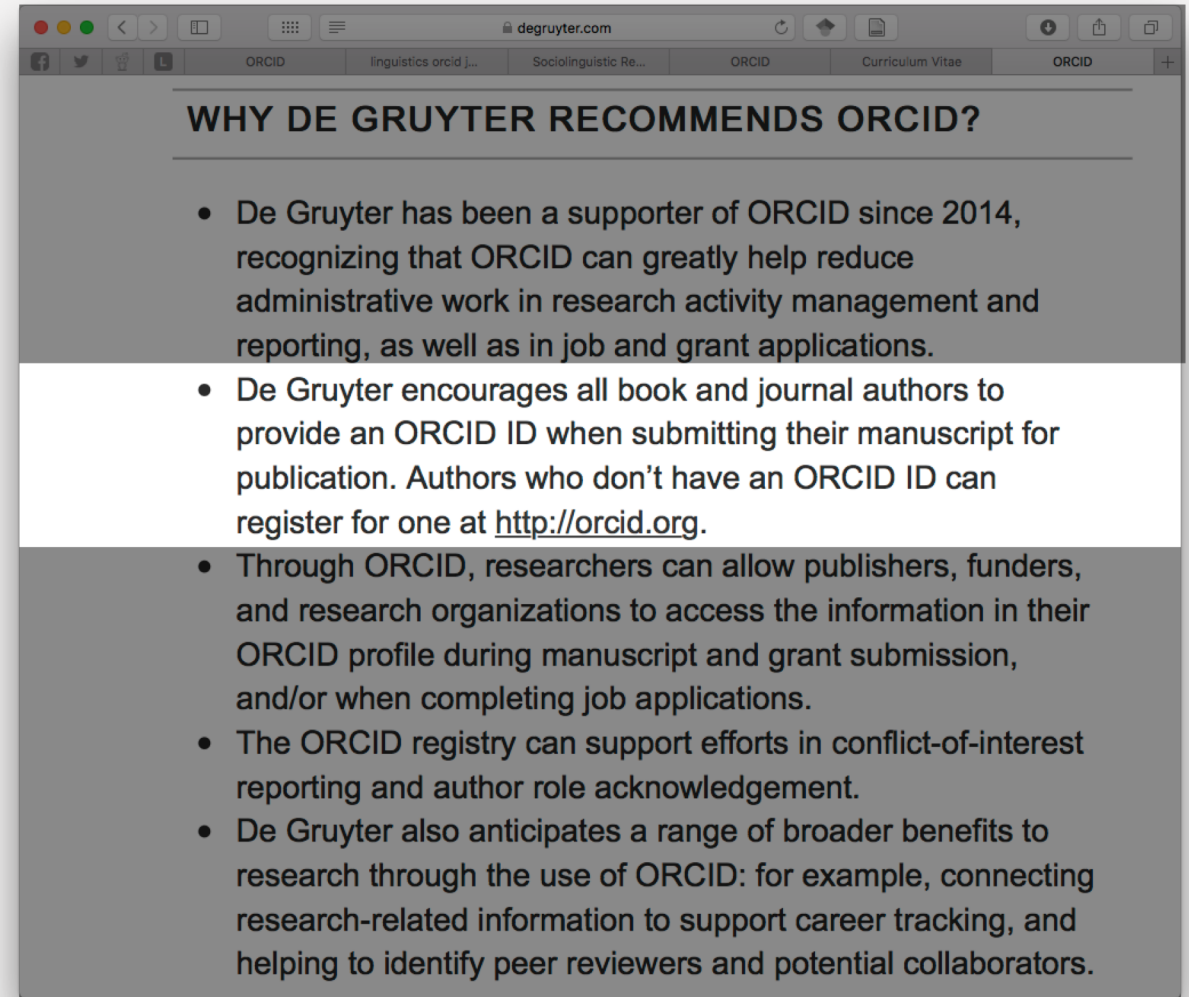 degruyter.com
L
ORCID
linguistics orcid j...
Sociolinguistic Re...
ORCID
Curriculum Vitae
ORCID
WHY DE GRUYTER RECOMMENDS ORCID?
• De Gruyter has been a supporter of ORCID since 2014,
recognizing that ORCID can greatly help reduce
administrative work in research activity management and
reporting, as well as in job and grant applications.
• De Gruyter encourages all book and journal authors to
provide an ORCID ID when submitting their manuscript for
publication. Authors who don’t have an ORCID ID can
register for one at http://orcid.org.
• Through ORCID, researchers can allow publishers, funders,
and research organizations to access the information in their
ORCID profile during manuscript and grant submission,
and/or when completing job applications.
• The ORCID registry can support efforts in conflict-of-interest
reporting and author role acknowledgement.
• De Gruyter also anticipates a range of broader benefits to
research through the use of ORCID: for example, connecting
research-related information to support career tracking, and
helping to identify peer reviewers and potential collaborators.